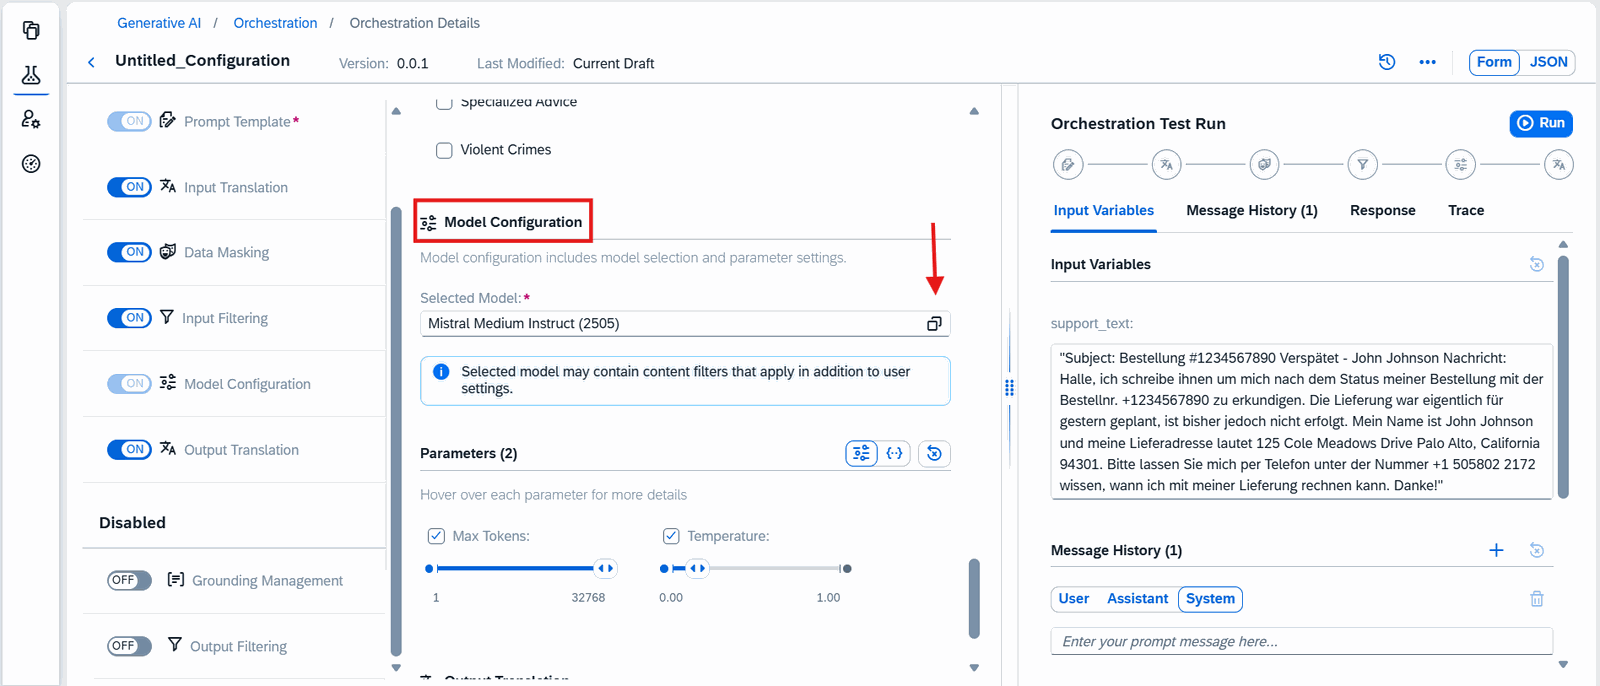 Generative AI / Orchestration / Orchestration Details
Untitled_Configuration Version: 0.0.1 Last Modified: Current Draft
Form JSON
ON Prompt Template*
ON Input Translation
ON Data Masking
ON Input Filtering
ON Model Configuration
ON Output Translation
Disabled
OFF Grounding Management
OFF Output Filtering
Specialized Advice
Violent Crimes
Model Configuration
Model configuration includes model selection and parameter settings.
Selected Model:*
Mistral Medium Instruct (2505)
Selected model may contain content filters that apply in addition to user
settings.
Parameters (2)
Hover over each parameter for more details
Max Tokens: Temperature:
1 32768 0.00 1.00
Output Translation
Orchestration Test Run
Run
Input Variables Message History (1) Response Trace
Input Variables
support_text:
"Subject: Bestellung #1234567890 Verspätet - John Johnson Nachricht:
Halle, ich schreibe ihnen um mich nach dem Status meiner Bestellung mit der
Bestellnr. +1234567890 zu erkundigen. Die Lieferung war eigentlich für
gestern geplant, ist bisher jedoch nicht erfolgt. Mein Name ist John Johnson
und meine Lieferadresse lautet 125 Cole Meadows Drive Palo Alto, California
94301. Bitte lassen Sie mich per Telefon unter der Nummer +1 505802 2172
wissen, wann ich mit meiner Lieferung rechnen kann. Danke!"
Message History (1)
User Assistant System
Enter your prompt message here...